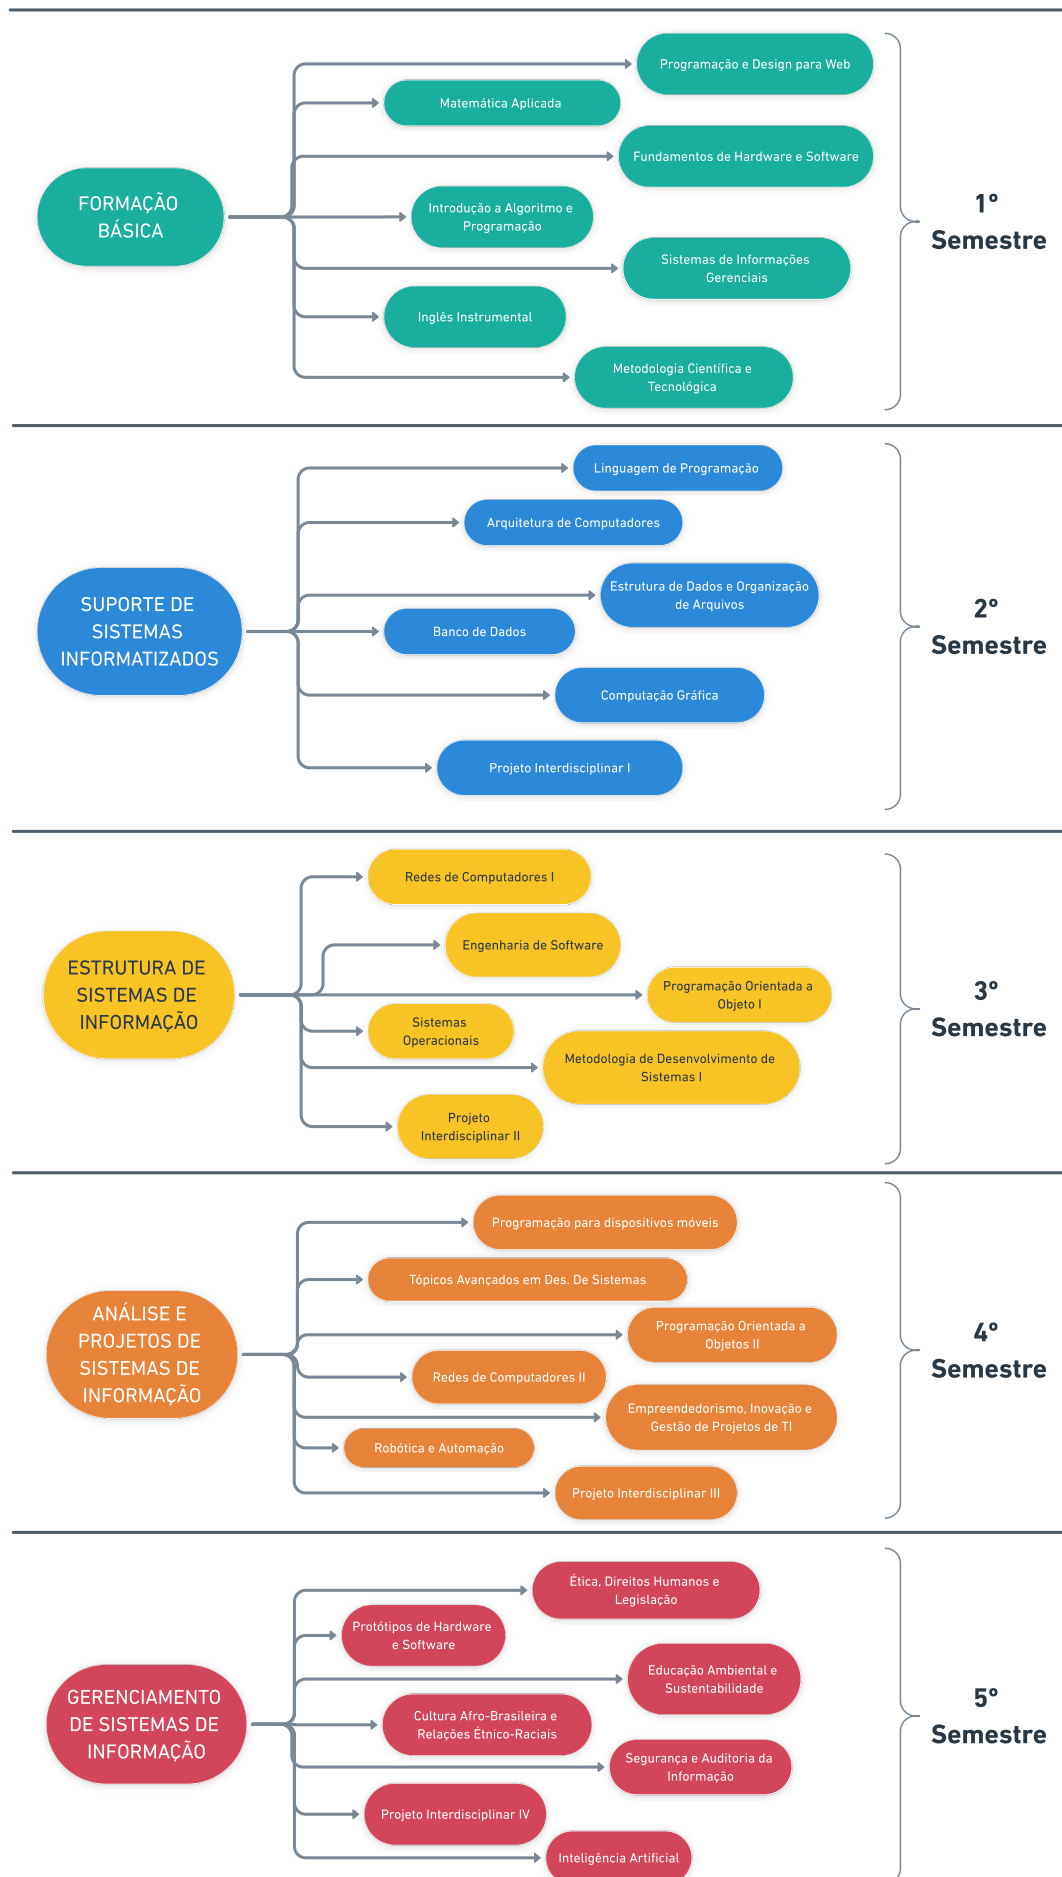 FORMAÇÃO
BÁSICA
Programação e Design para Web
Matemática Aplicada
Fundamentos de Hardware e Software
Introdução a Algoritmo e
Programação
Sistemas de Informações
Gerenciais
Inglês Instrumental
Metodologia Científica e
Tecnológica
1º
Semestre
SUPORTE DE
SISTEMAS
INFORMATIZADOS
Linguagem de Programação
Arquitetura de Computadores
Estrutura de Dados e Organização
de Arquivos
Banco de Dados
Computação Gráfica
Projeto Interdisciplinar I
2º
Semestre
ESTRUTURA DE
SISTEMAS DE
INFORMAÇÃO
Redes de Computadores I
Engenharia de Software
Programação Orientada a
Objeto I
Sistemas
Operacionais
Metodologia de Desenvolvimento de
Sistemas I
Projeto
Interdisciplinar II
3º
Semestre
ANÁLISE E
PROJETOS DE
SISTEMAS DE
INFORMAÇÃO
Programação para dispositivos móveis
Tópicos Avançados em Des. De Sistemas
Programação Orientada a
Objetos II
Redes de Computadores II
Empreendedorismo, Inovação e
Gestão de Projetos de TI
Robótica e Automação
Projeto Interdisciplinar III
4º
Semestre
GERENCIAMENTO
DE SISTEMAS DE
INFORMAÇÃO
Ética, Direitos Humanos e
Legislação
Protótipos de Hardware
e Software
Educação Ambiental e
Sustentabilidade
Cultura Afro-Brasileira e
Relações Étnico-Raciais
Segurança e Auditoria da
Informação
Projeto Interdisciplinar IV
Inteligência Artificial
5º
Semestre